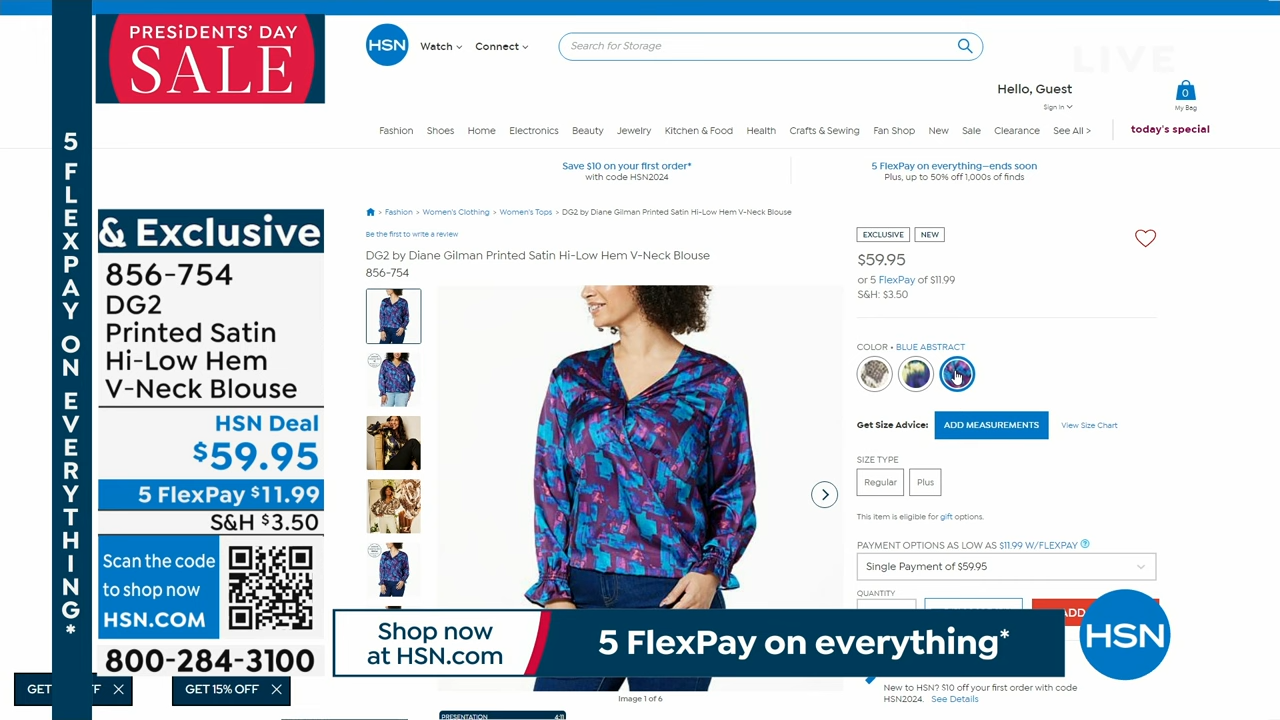 PRESiDENTS' DAY
SALE
5 FLEXPAY ON EVERYTHING*
& Exclusive
856-754
DG2
Printed Satin
Hi-Low Hem
V-Neck Blouse
HSN Deal
$59.95
5 FlexPay $11.99
S&H $3.50
Scan the code
to shop now
HSN.COM
800-284-3100
GET 15% OFF
HSN
Watch
Connect
Search for Storage
LIVE
Hello, Guest
Sign In
0
My Bag
Fashion Shoes Home Electronics Beauty Jewelry Kitchen & Food Health Crafts & Sewing Fan Shop New Sale Clearance See All >
today's special
Save $10 on your first order*
with code HSN2024
5 FlexPay on everything—ends soon
Plus, up to 50% off 1,000s of finds
> Fashion > Women's Clothing > Women's Tops > DG2 by Diane Gilman Printed Satin Hi-Low Hem V-Neck Blouse
Be the first to write a review
DG2 by Diane Gilman Printed Satin Hi-Low Hem V-Neck Blouse
856-754
EXCLUSIVE
NEW
$59.95
or 5 FlexPay of $11.99
S&H: $3.50
COLOR • BLUE ABSTRACT
Get Size Advice:
ADD MEASUREMENTS
View Size Chart
SIZE TYPE
Regular
Plus
This item is eligible for gift options.
PAYMENT OPTIONS AS LOW AS $11.99 W/FLEXPAY
Single Payment of $59.95
QUANTITY
ADD
Shop now
at HSN.com
5 FlexPay on everything*
HSN
New to HSN? $10 off your first order with code
HSN2024. See Details
Image 1 of 6
PRESENTATION 4:11